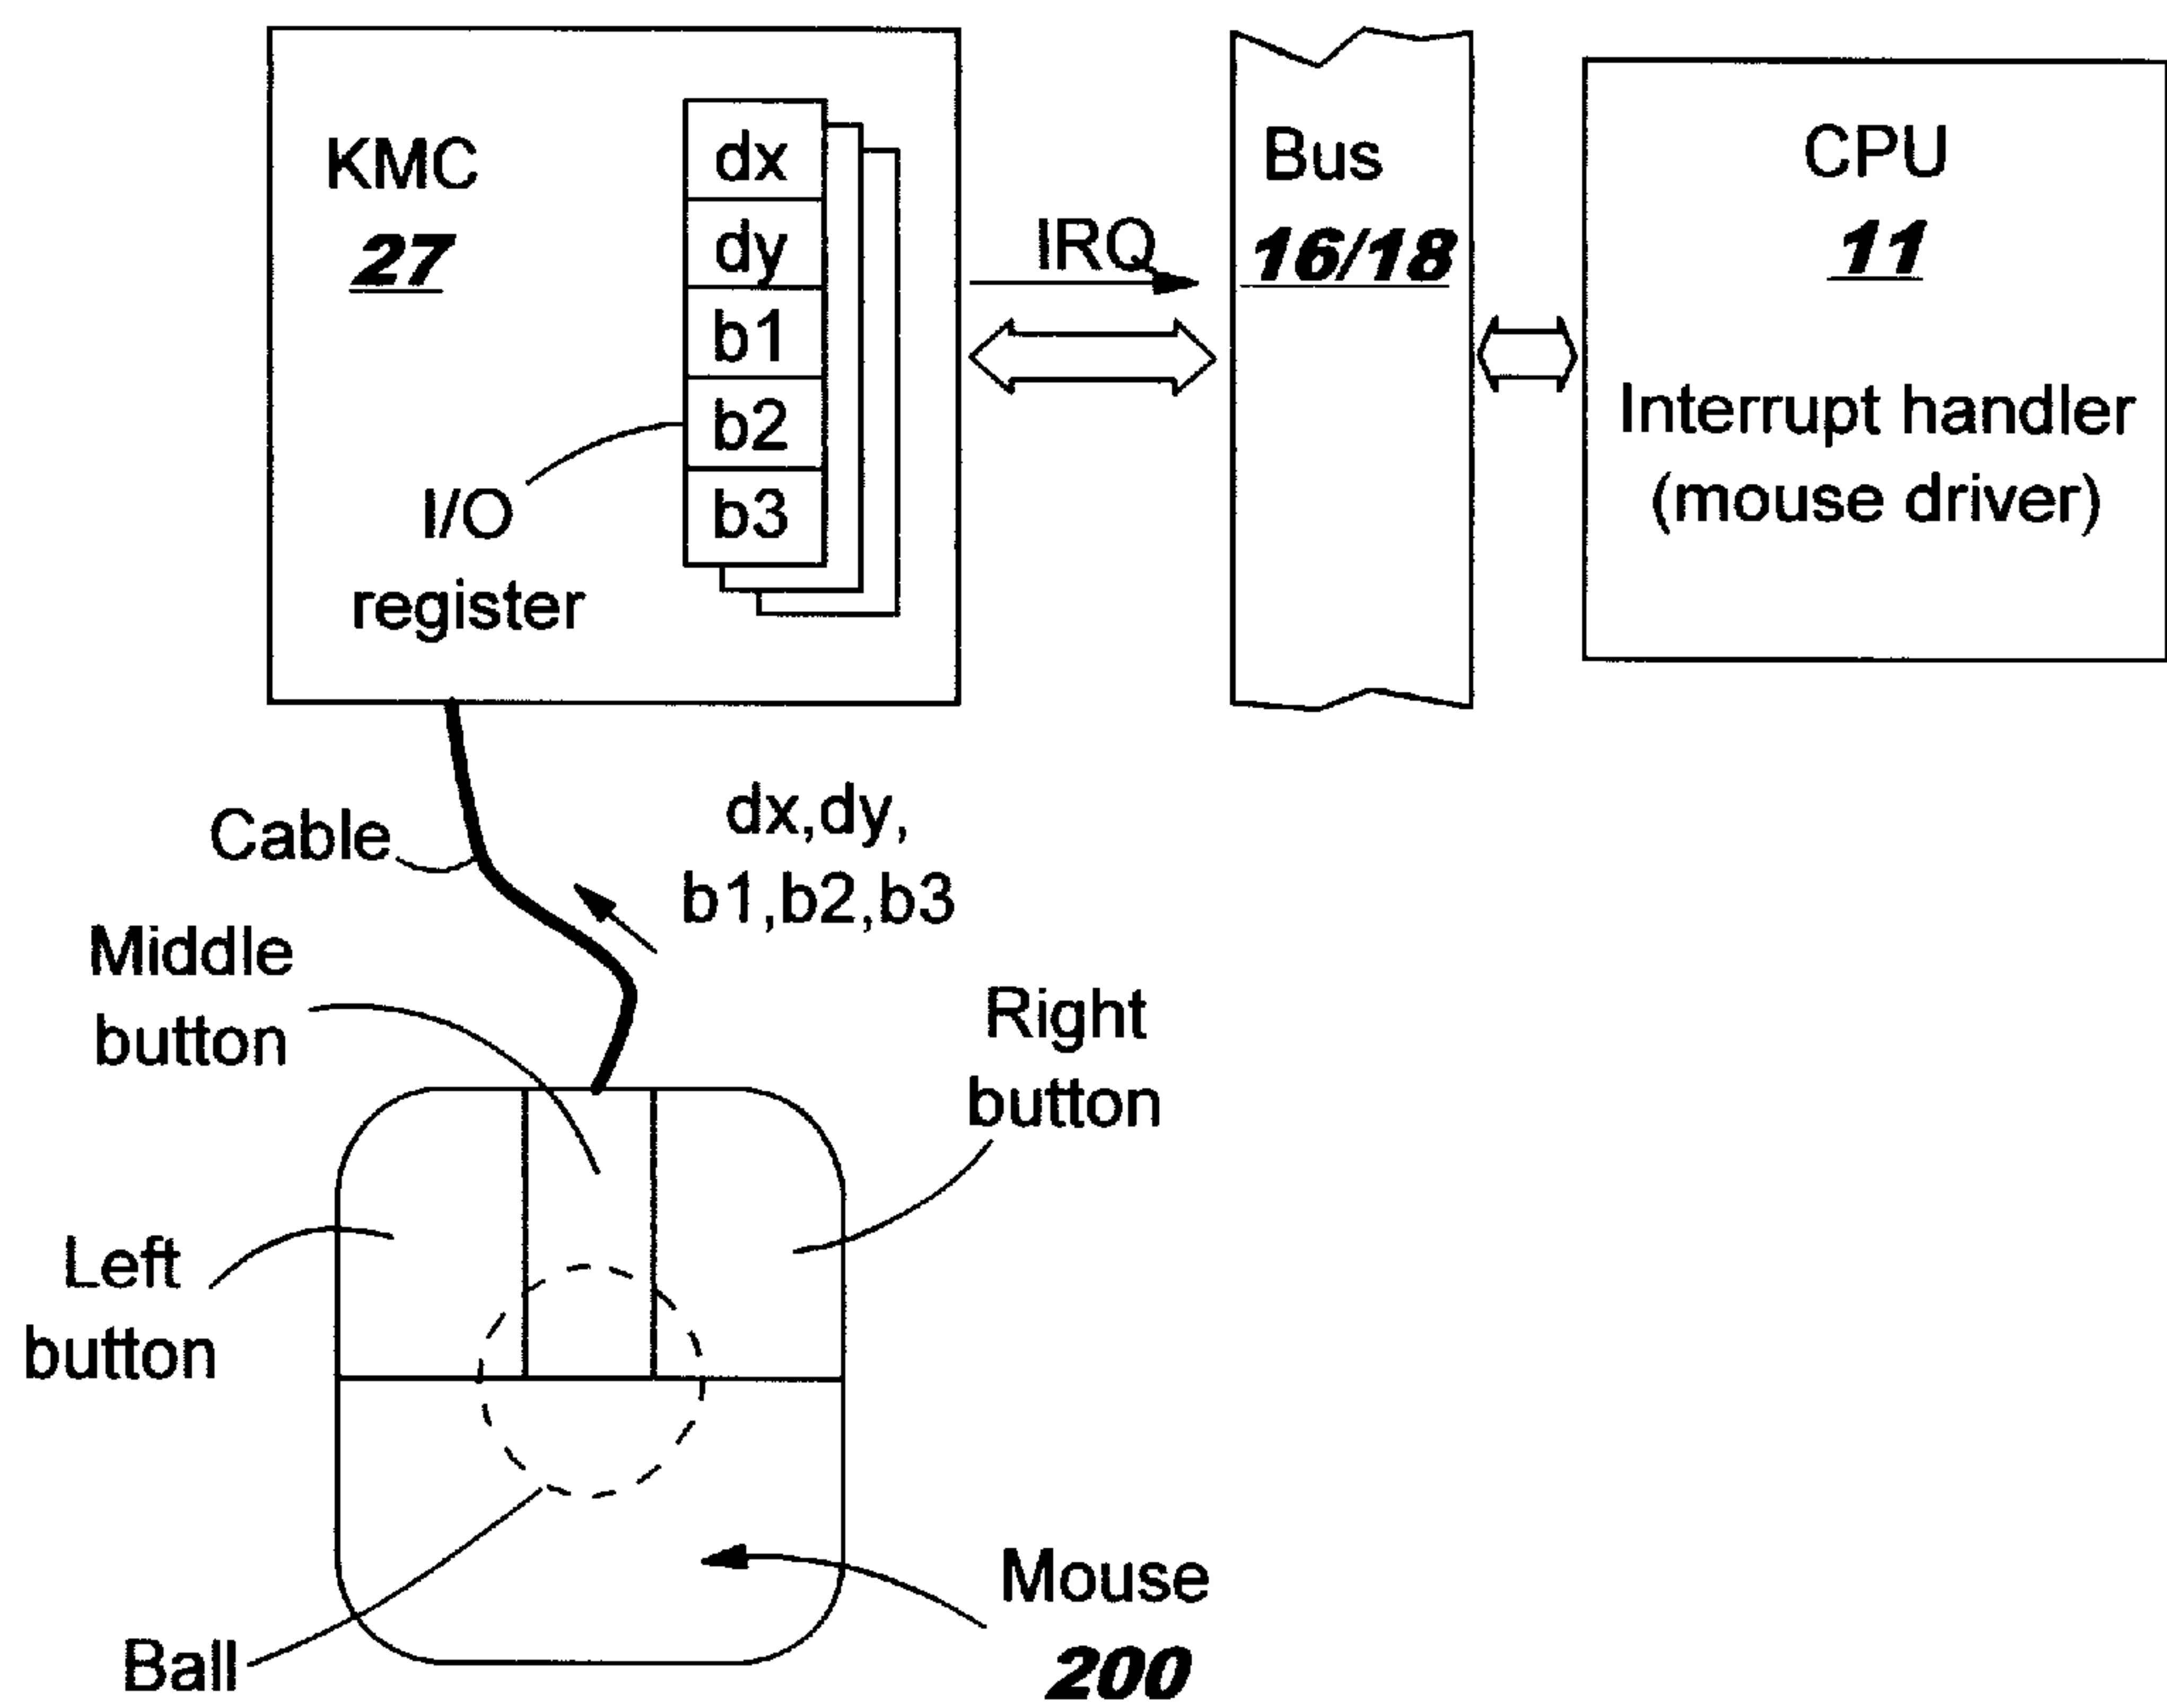 KMC
27
dx
dy
b1
b2
b3
I/O
register
IRQ
Bus
16/18
CPU
11
Interrupt handler
(mouse driver)
Cable
dx,dy,
b1,b2,b3
Middle
button
Right
button
Left
button
Ball
Mouse
200